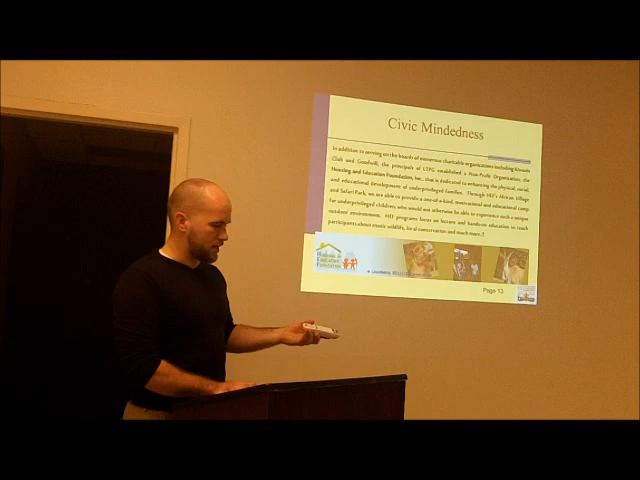 Civic Mindedness
In addition to serving on the boards of numerous charitable organizations including Kiwanis
Club and Goodwill, the principals of LTPG established a Non-Profit Organization, the
Housing and Education Foundation, Inc., that is dedicated to enhancing the physical, social,
and educational development of underprivileged families. Through HEF's African Village
and Safari Park, we are able to provide a one-of-a-kind, motivational and educational camp
for underprivileged children, who would not otherwise be able to experience such a unique
outdoor environment. HEF programs focus on lecture and hands-on education to teach
participants about exotic wildlife, local conservation and much more.
Housing &
Education
Foundation
Page 13